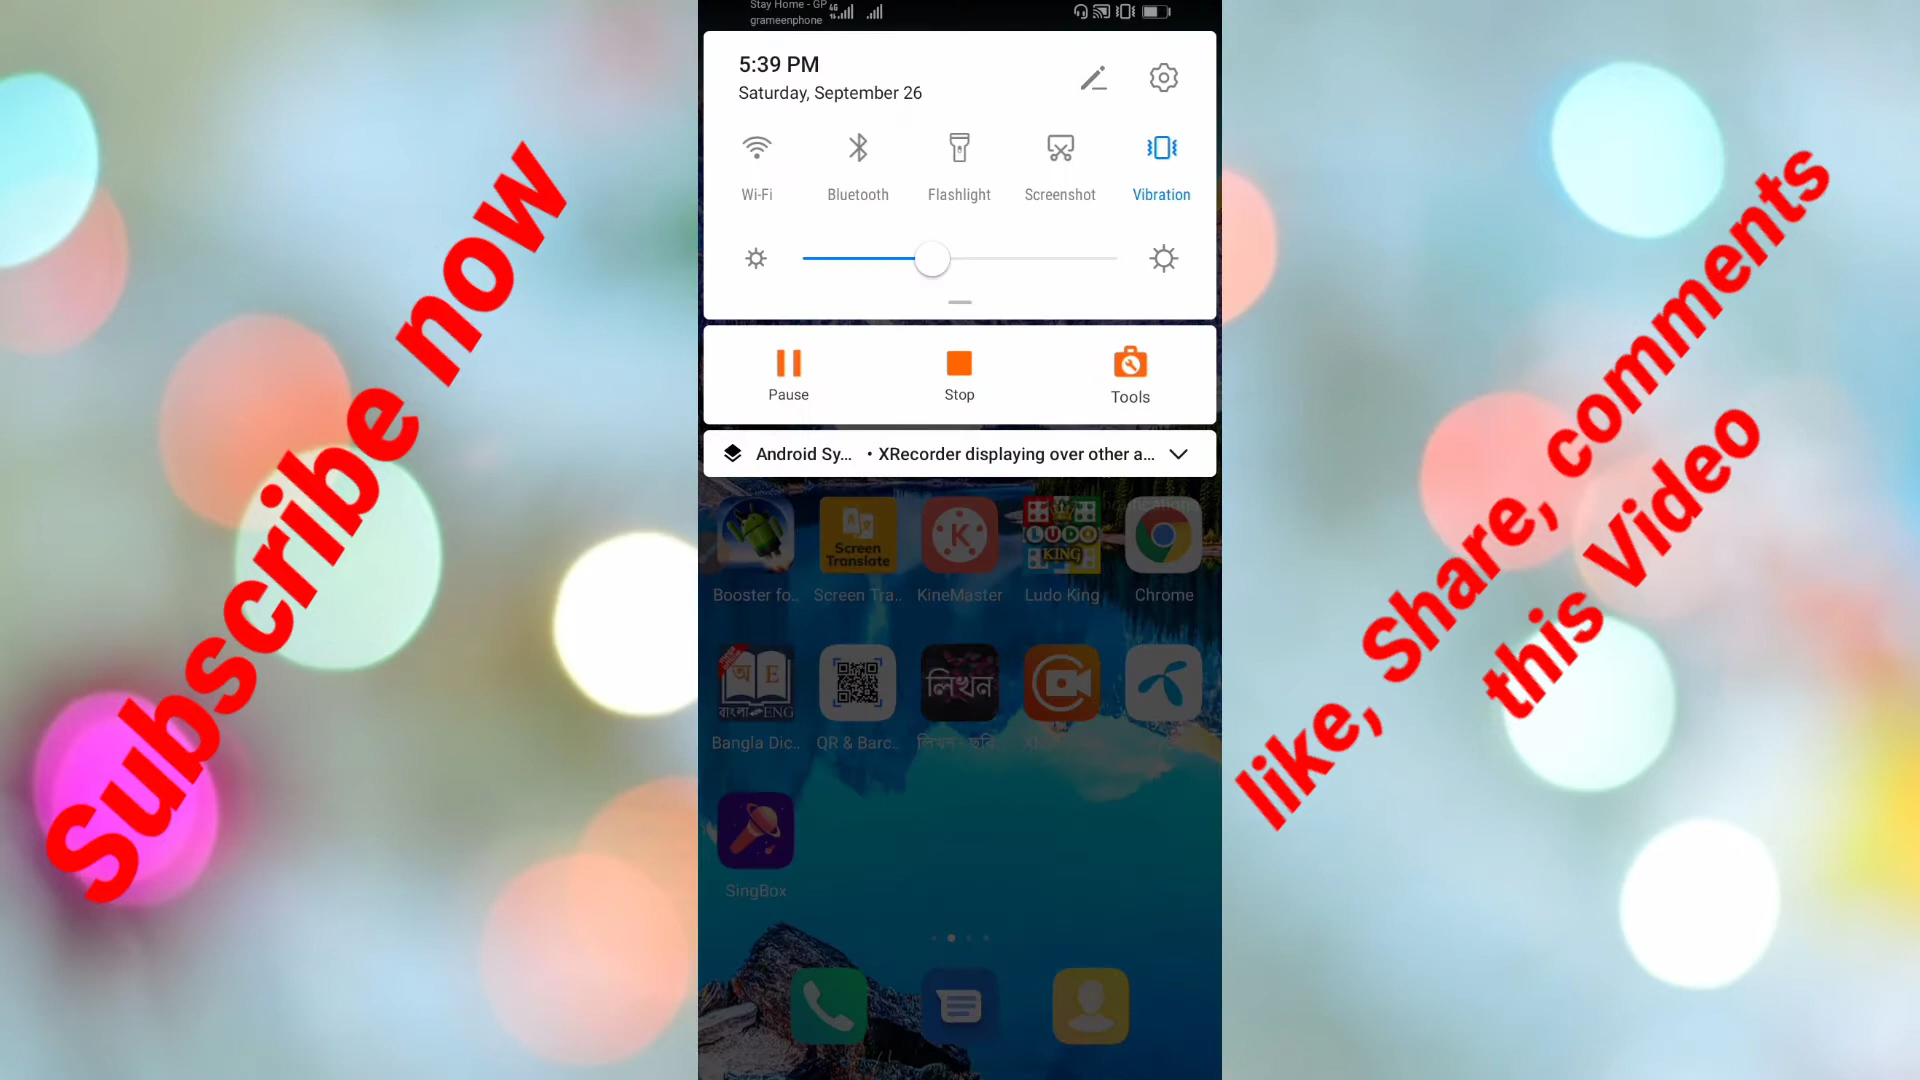 Stay Home - GP
grameenphone
4G
5:39 PM
Saturday, September 26
Wi-Fi
Bluetooth
Flashlight
Screenshot
Vibration
Pause
Stop
Tools
Android Sy... • XRecorder displaying over other a...
Screen
Translate
K
LUDO
KING
Booster fo..
Screen Tra..
KineMaster
Ludo King
Chrome
অ E
বাংলা ENG
লিখন
Bangla Dic..
QR & Barc..
SingBox
Subscribe now
like, Share, comments
this Video